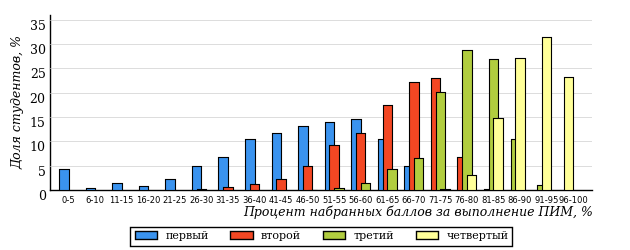 Доля студентов, %
35
30
25
20
15
10
5
0
0-5 6-10 11-15 16-20 21-25 26-30 31-35 36-40 41-45 46-50 51-55 56-60 61-65 66-70 71-75 76-80 81-85 86-90 91-95 96-100
Процент набранных баллов за выполнение ПИМ, %
первый второй третий четвертый